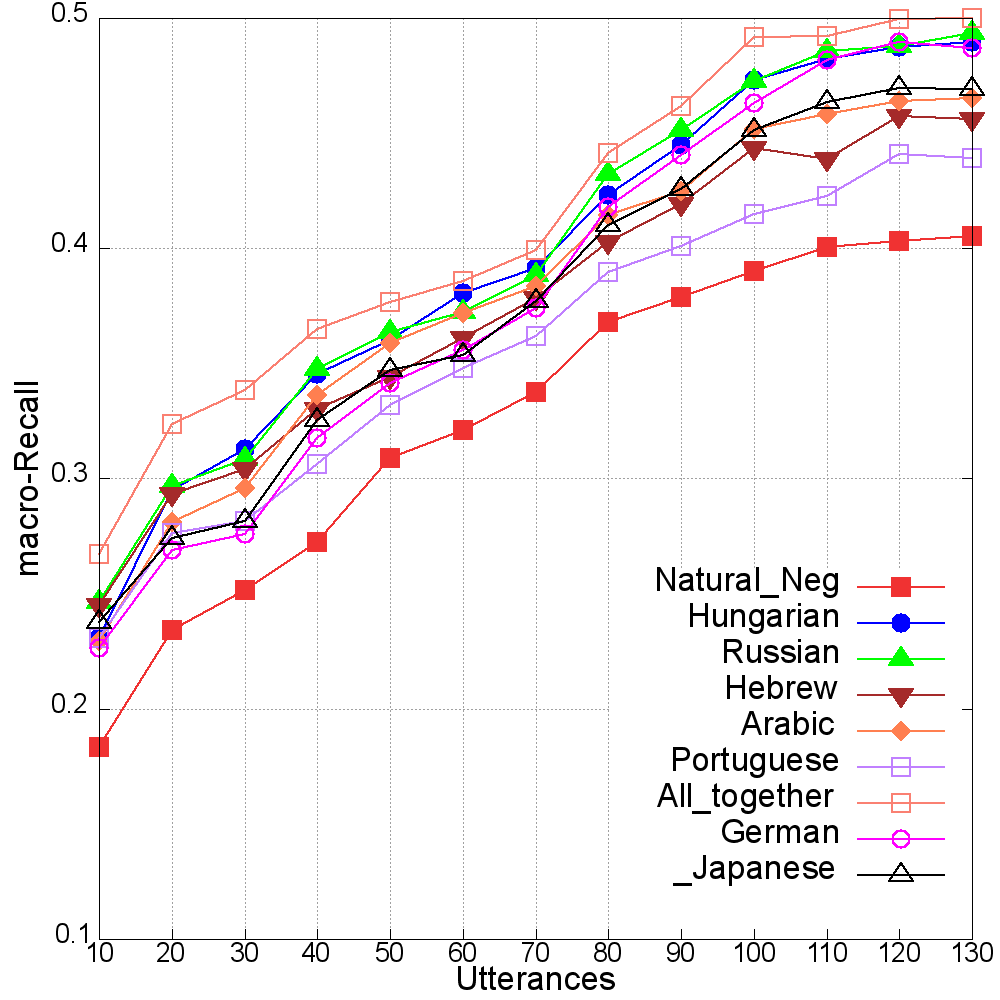 0.5
0.4
0.3
0.2
0.1
macro-Recall
Natural_Neg
Hungarian
Russian
Hebrew
Arabic
Portuguese
All_together
German
_Japanese
10 20 30 40 50 60 70 80 90 100 110 120 130
Utterances